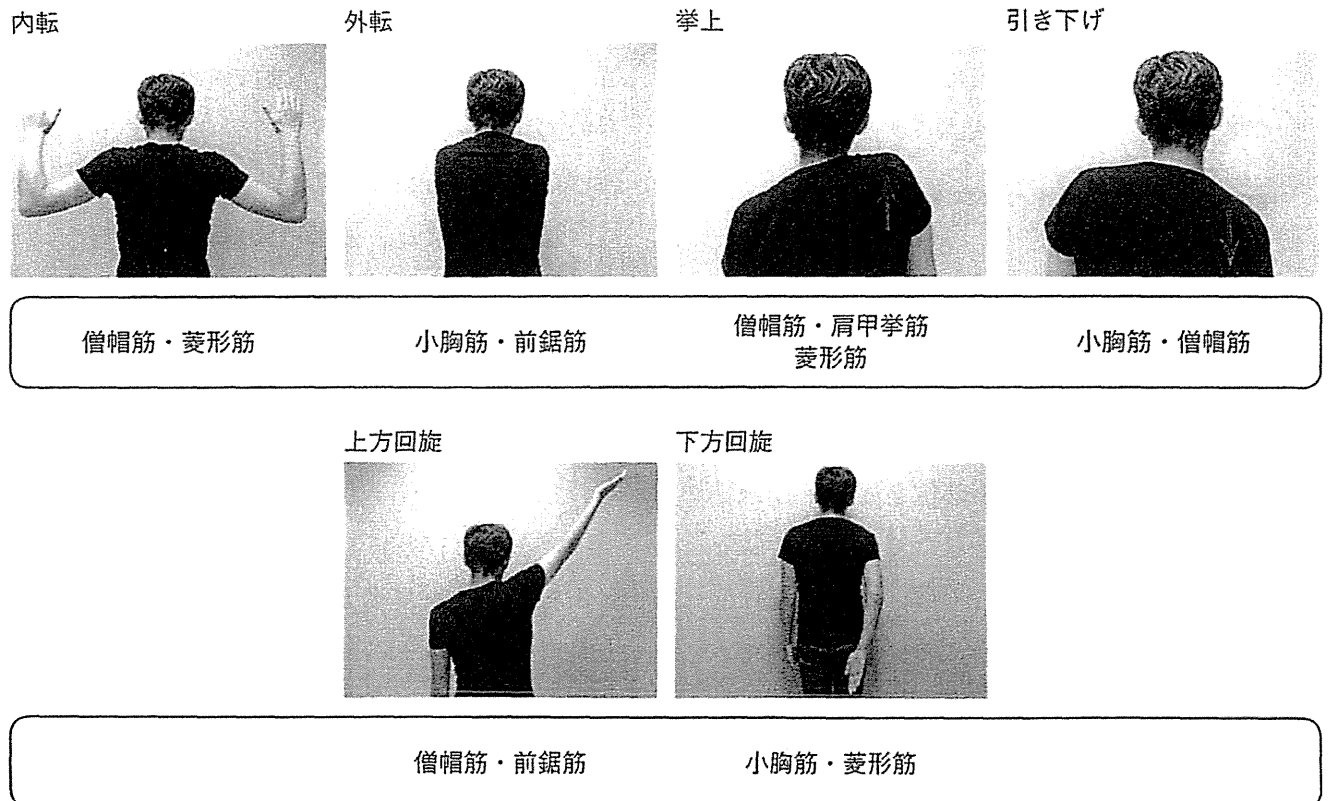 内転
外転
挙上
引き下げ
僧帽筋・菱形筋
小胸筋・前鋸筋
僧帽筋・肩甲挙筋
菱形筋
小胸筋・僧帽筋
上方回旋
下方回旋
僧帽筋・前鋸筋
小胸筋・菱形筋